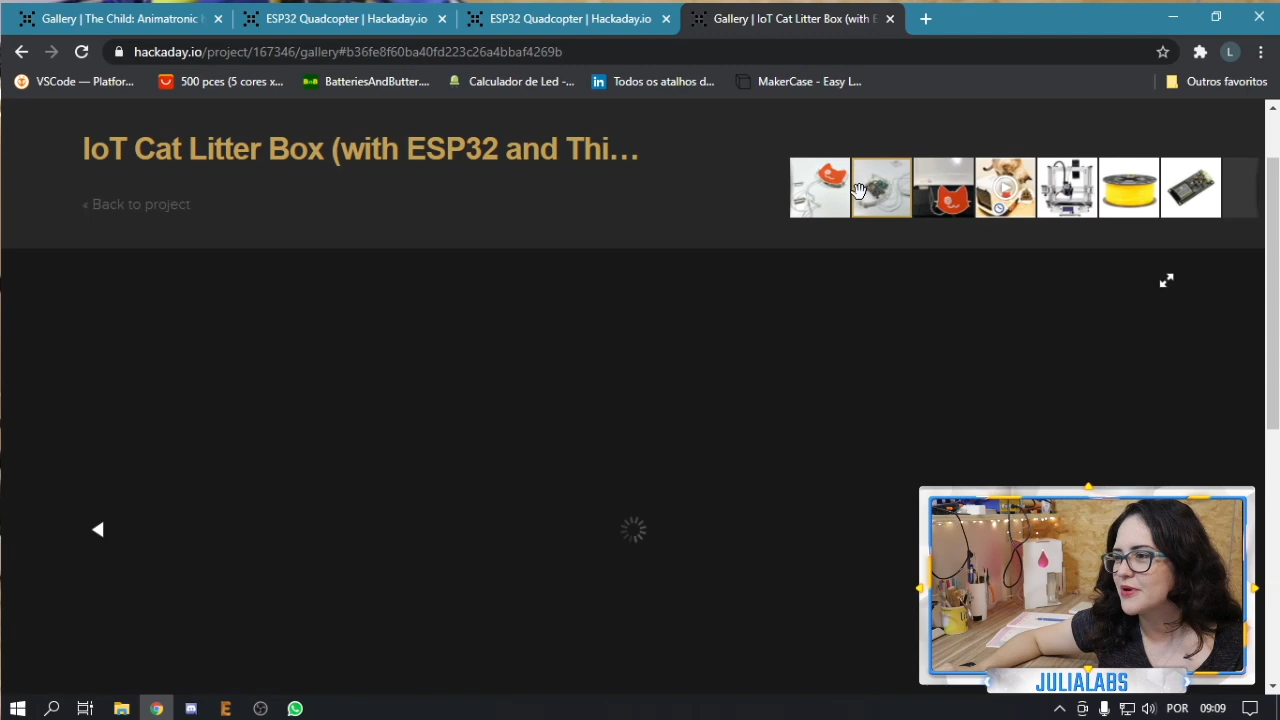 Gallery | The Child: Animatronic
ESP32 Quadcopter | Hackaday.io
ESP32 Quadcopter | Hackaday.io
Gallery | IoT Cat Litter Box (with E
hackaday.io/project/167346/gallery#b36fe8f60ba40fd223c26a4bbaf4269b
L
VSCode — Platfor...
500 pces (5 cores x...
BatteriesAndButter....
Calculador de Led -...
Todos os atalhos d...
MakerCase - Easy L...
Outros favoritos
IoT Cat Litter Box (with ESP32 and Thi...
« Back to project
JULIALABS
POR
09:09